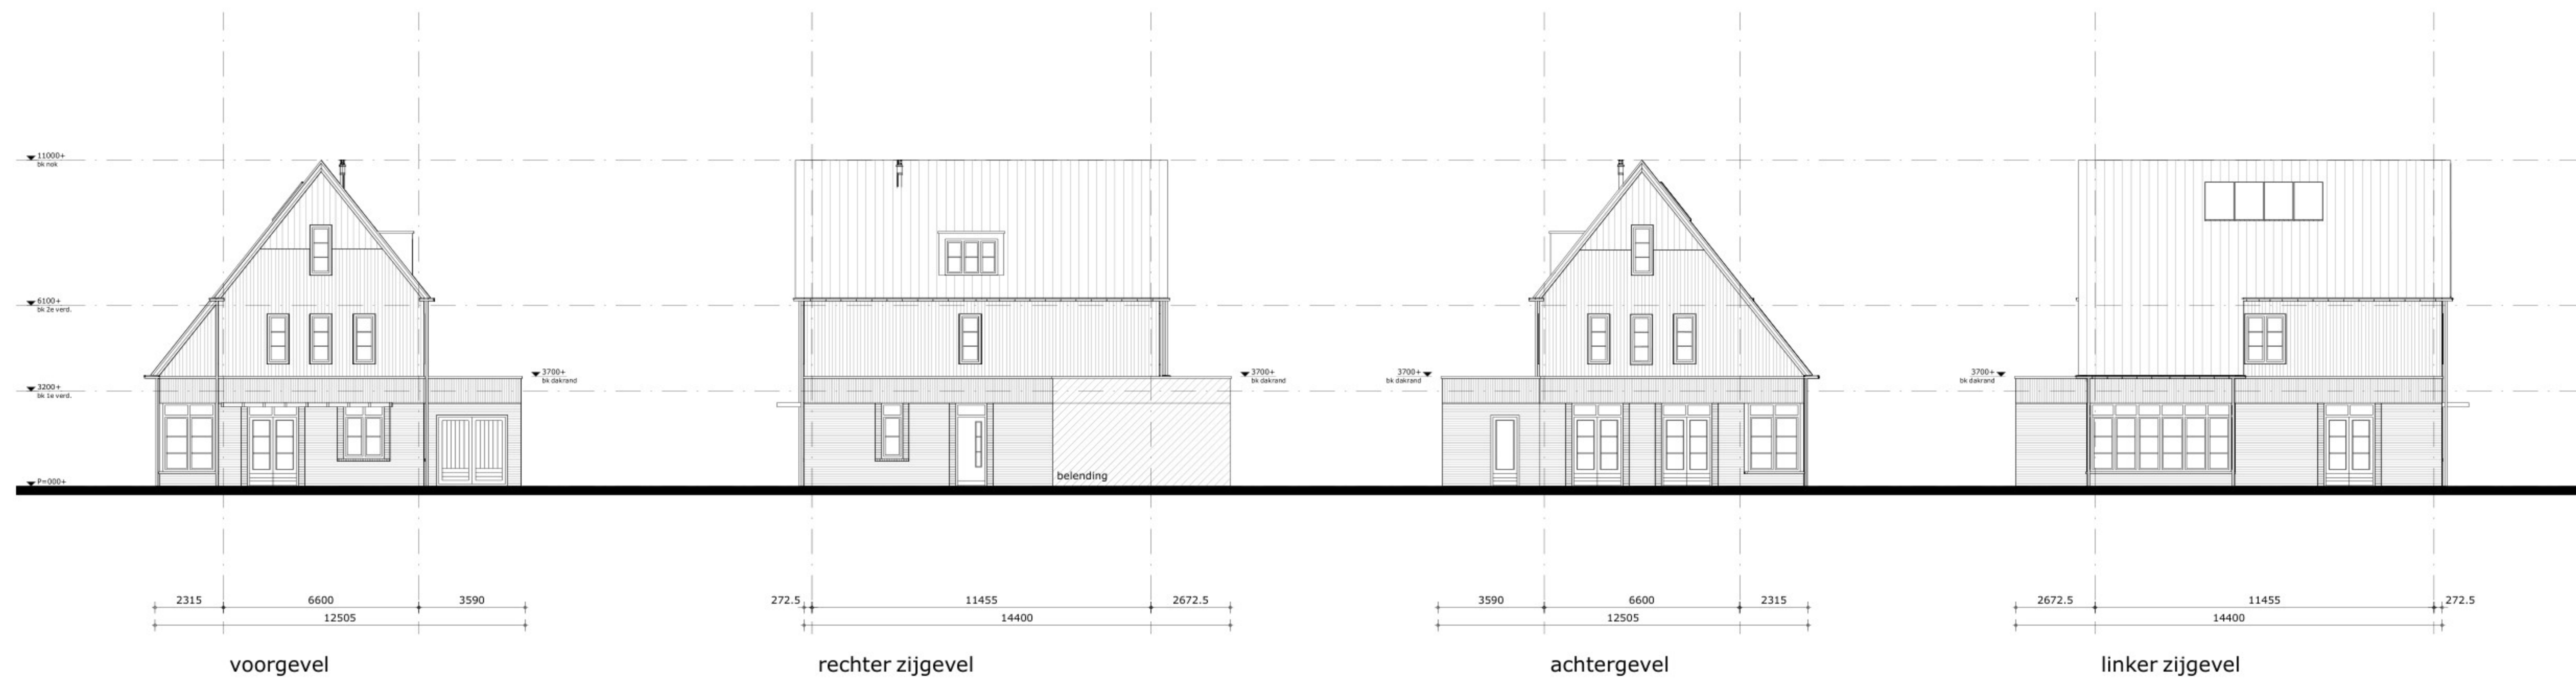 11000+
bk nok
6100+
bk 2e verd.
3700+
bk dakrand
3700+
bk dakrand
3700+
bk dakrand
3700+
bk dakrand
3200+
bk 1e verd.
belending
P=000+
2315
6600
3590
12505
272.5
11455
2672.5
14400
3590
6600
2315
12505
2672.5
11455
272.5
14400
voorgevel
rechter zijgevel
achtergevel
linker zijgevel